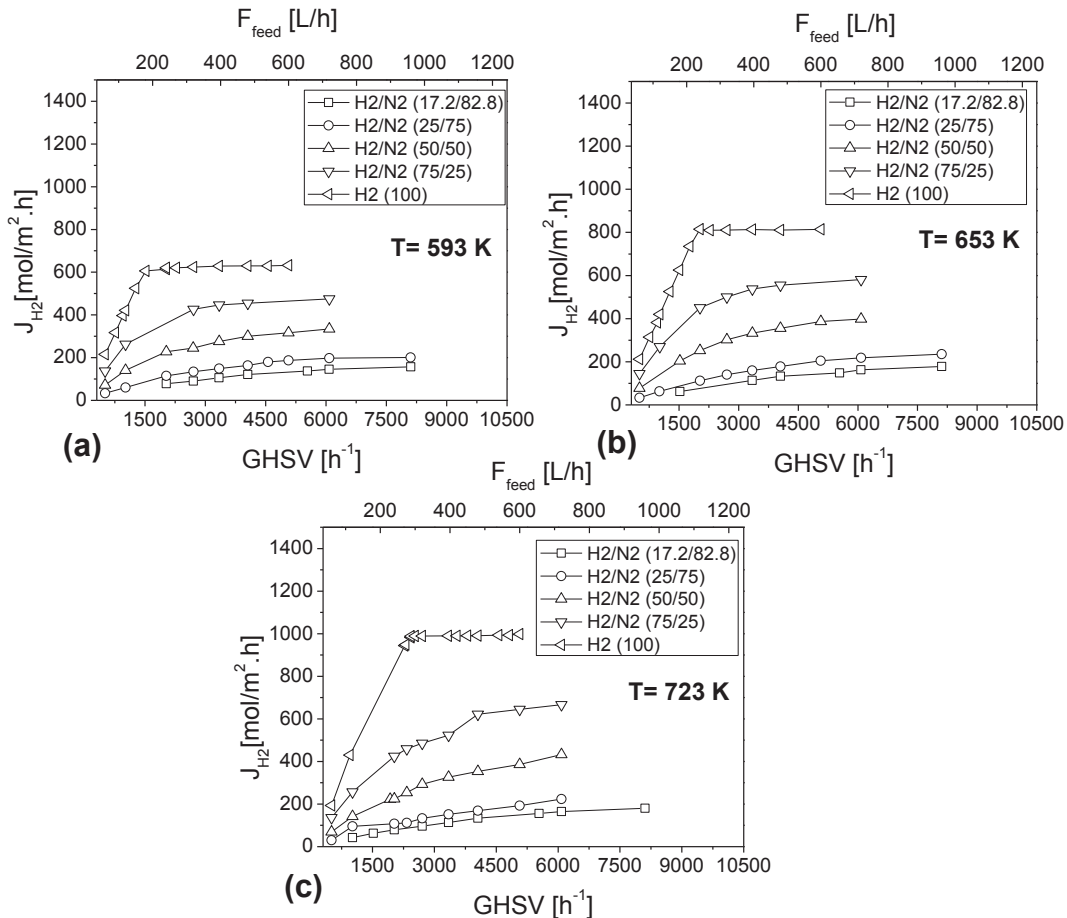 F_feed [L/h]
0 200 400 600 800 1000 1200
1400
1200
1000
800
600
400
200
0
J_H2[mol/m².h]
H2/N2 (17.2/82.8)
H2/N2 (25/75)
H2/N2 (50/50)
H2/N2 (75/25)
H2 (100)
T= 593 K
1500 3000 4500 6000 7500 9000 10500
(a)
GHSV [h⁻¹]
F_feed [L/h]
0 200 400 600 800 1000 1200
1400
1200
1000
800
600
400
200
0
J_H2[mol/m².h]
H2/N2 (17.2/82.8)
H2/N2 (25/75)
H2/N2 (50/50)
H2/N2 (75/25)
H2 (100)
T= 653 K
1500 3000 4500 6000 7500 9000 10500
(b)
GHSV [h⁻¹]
F_feed [L/h]
200 400 600 800 1000 1200
1400
1200
1000
800
600
400
200
0
J_H2[mol/m².h]
H2/N2 (17.2/82.8)
H2/N2 (25/75)
H2/N2 (50/50)
H2/N2 (75/25)
H2 (100)
T= 723 K
1500 3000 4500 6000 7500 9000 10500
(c)
GHSV [h⁻¹]